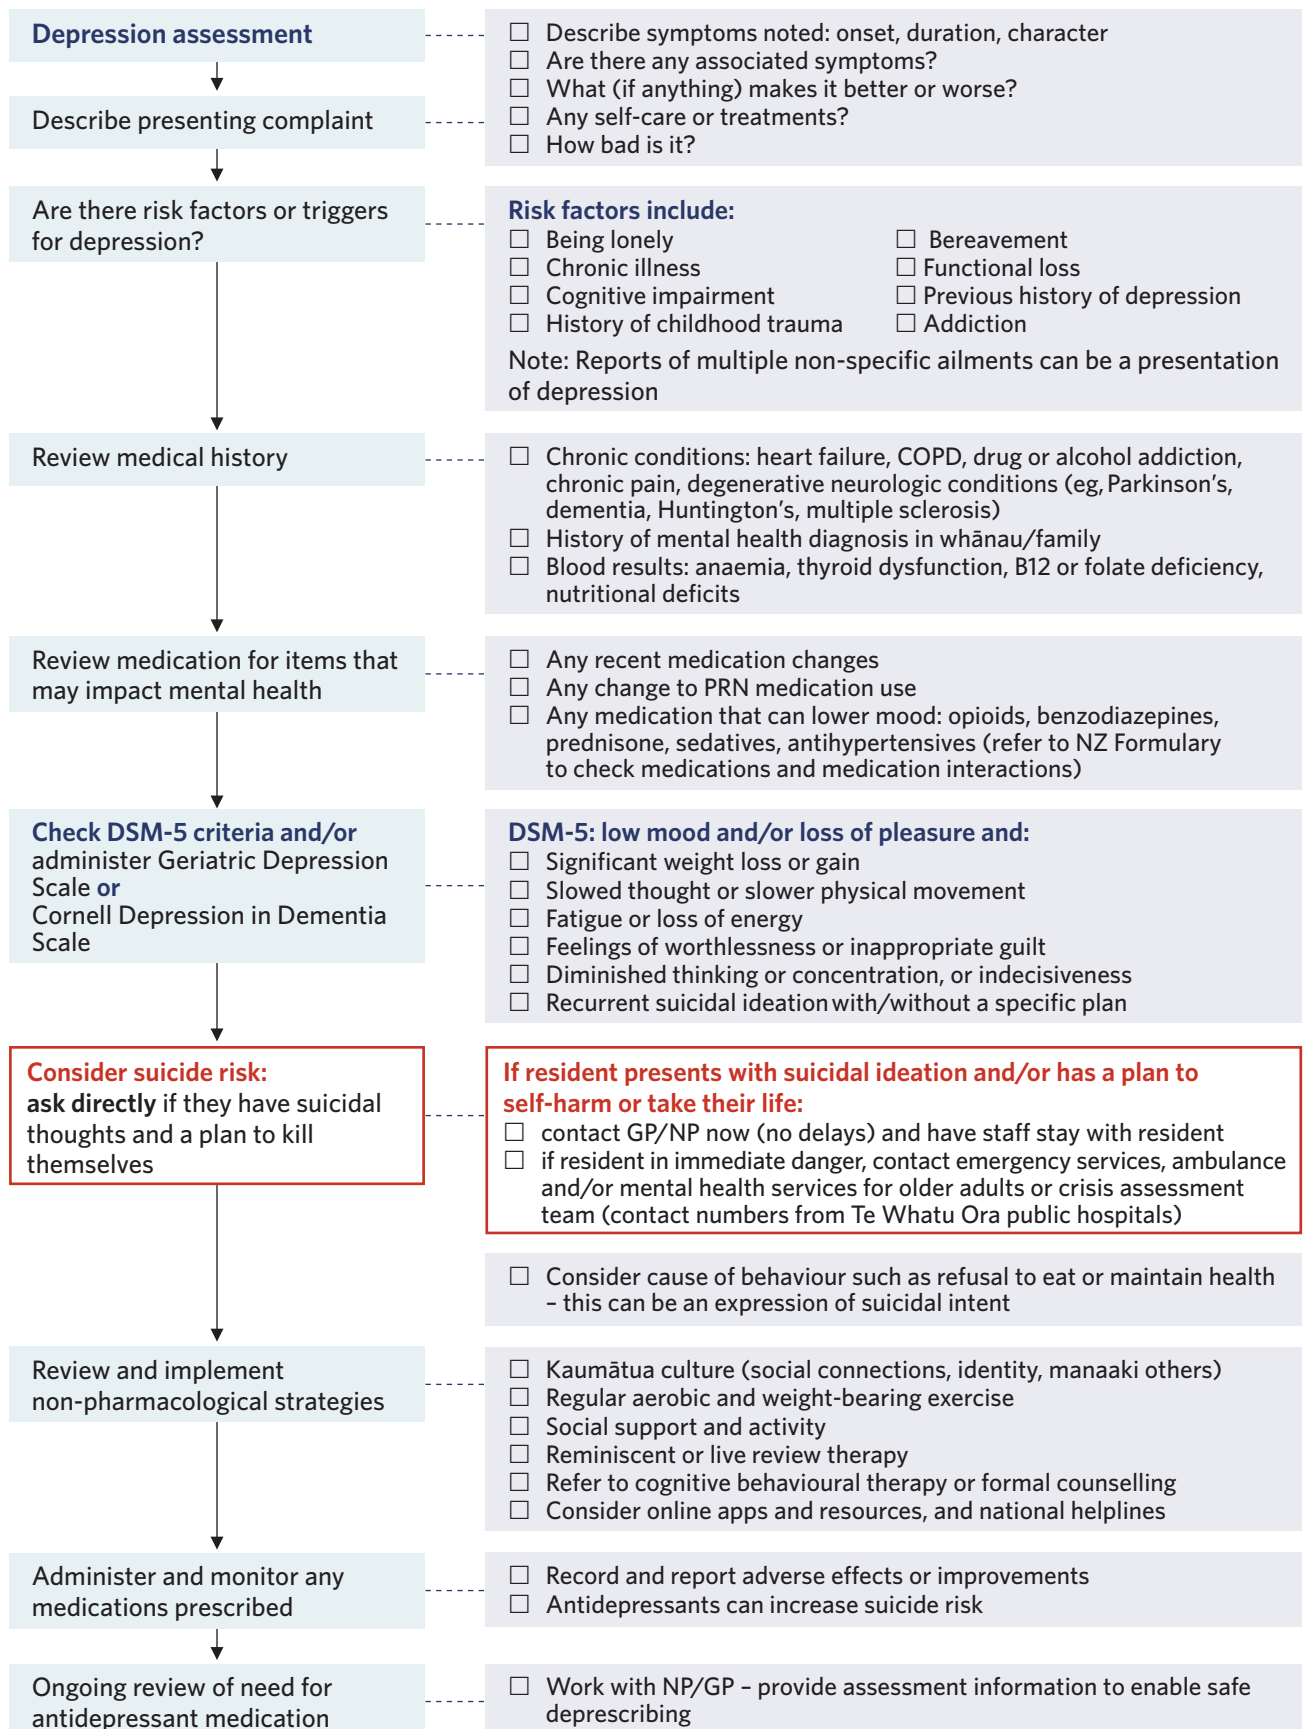 Depression assessment
☐ Describe symptoms noted: onset, duration, character
☐ Are there any associated symptoms?
☐ What (if anything) makes it better or worse?
☐ Any self-care or treatments?
☐ How bad is it?
Describe presenting complaint
Are there risk factors or triggers
for depression?
Risk factors include:
☐ Being lonely
☐ Chronic illness
☐ Cognitive impairment
☐ History of childhood trauma
☐ Bereavement
☐ Functional loss
☐ Previous history of depression
☐ Addiction
Note: Reports of multiple non-specific ailments can be a presentation
of depression
Review medical history
☐ Chronic conditions: heart failure, COPD, drug or alcohol addiction,
chronic pain, degenerative neurologic conditions (eg, Parkinson's,
dementia, Huntington's, multiple sclerosis)
☐ History of mental health diagnosis in whānau/family
☐ Blood results: anaemia, thyroid dysfunction, B12 or folate deficiency,
nutritional deficits
Review medication for items that
may impact mental health
☐ Any recent medication changes
☐ Any change to PRN medication use
☐ Any medication that can lower mood: opioids, benzodiazepines,
prednisone, sedatives, antihypertensives (refer to NZ Formulary
to check medications and medication interactions)
Check DSM-5 criteria and/or
administer Geriatric Depression
Scale or
Cornell Depression in Dementia
Scale
DSM-5: low mood and/or loss of pleasure and:
☐ Significant weight loss or gain
☐ Slowed thought or slower physical movement
☐ Fatigue or loss of energy
☐ Feelings of worthlessness or inappropriate guilt
☐ Diminished thinking or concentration, or indecisiveness
☐ Recurrent suicidal ideation with/without a specific plan
Consider suicide risk:
ask directly if they have suicidal
thoughts and a plan to kill
themselves
If resident presents with suicidal ideation and/or has a plan to
self-harm or take their life:
☐ contact GP/NP now (no delays) and have staff stay with resident
☐ if resident in immediate danger, contact emergency services, ambulance
and/or mental health services for older adults or crisis assessment
team (contact numbers from Te Whatu Ora public hospitals)
☐ Consider cause of behaviour such as refusal to eat or maintain health
– this can be an expression of suicidal intent
Review and implement
non-pharmacological strategies
☐ Kaumātua culture (social connections, identity, manaaki others)
☐ Regular aerobic and weight-bearing exercise
☐ Social support and activity
☐ Reminiscent or live review therapy
☐ Refer to cognitive behavioural therapy or formal counselling
☐ Consider online apps and resources, and national helplines
Administer and monitor any
medications prescribed
☐ Record and report adverse effects or improvements
☐ Antidepressants can increase suicide risk
Ongoing review of need for
antidepressant medication
☐ Work with NP/GP – provide assessment information to enable safe
deprescribing